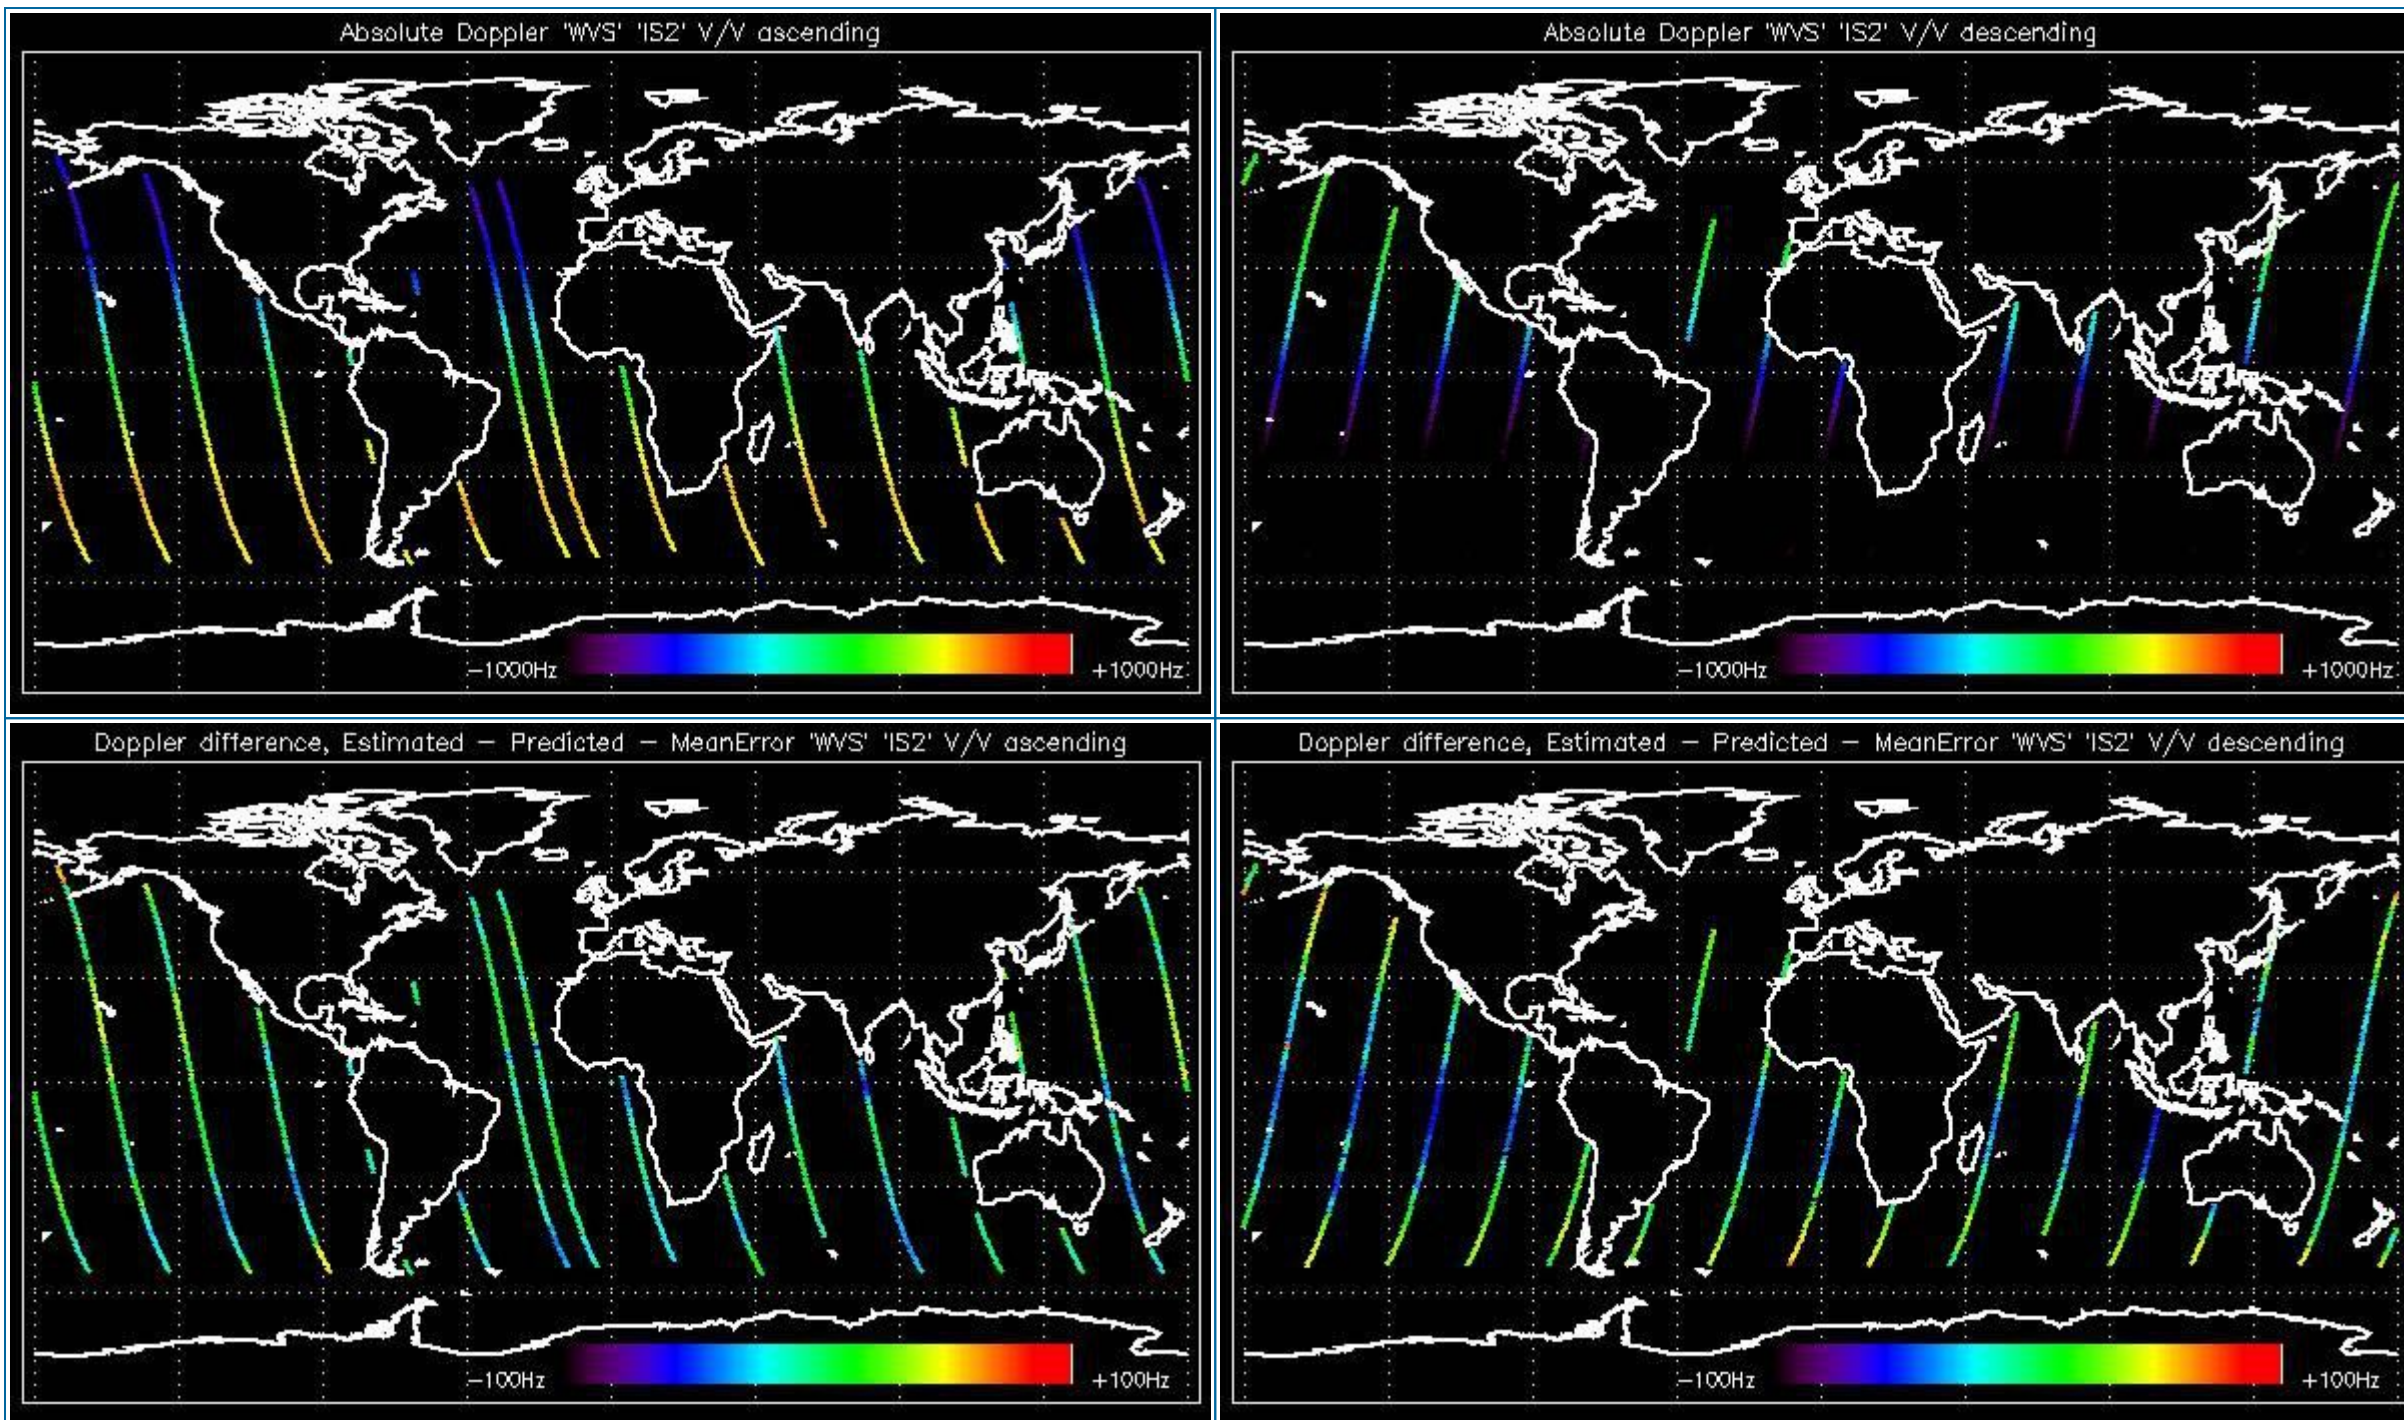 Absolute Doppler 'WVS' 'IS2' V/V ascending
-1000Hz
+1000Hz
Absolute Doppler 'WVS' 'IS2' V/V descending
-1000Hz
+1000Hz
Doppler difference, Estimated - Predicted - MeanError 'WVS' 'IS2' V/V ascending
-100Hz
+100Hz
Doppler difference, Estimated - Predicted - MeanError 'WVS' 'IS2' V/V descending
-100Hz
+100Hz